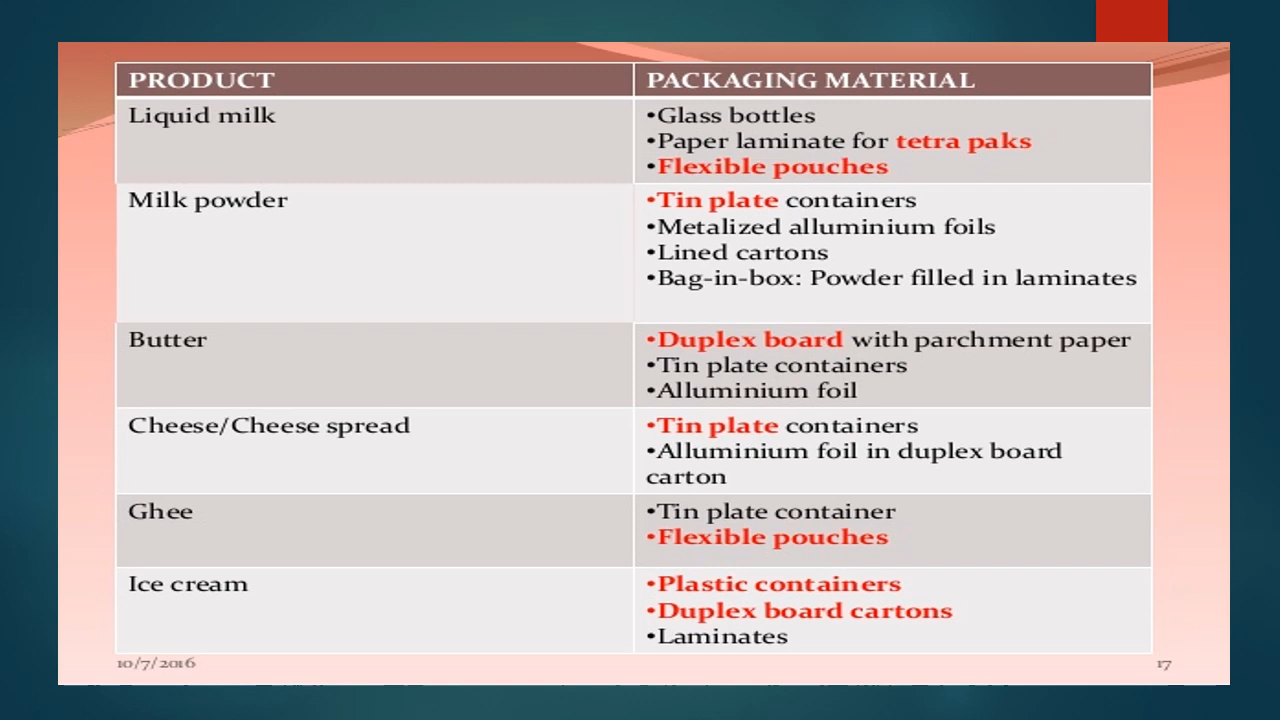 PRODUCT
PACKAGING MATERIAL
Liquid milk
•Glass bottles
•Paper laminate for tetra paks
•Flexible pouches
Milk powder
•Tin plate containers
•Metalized alluminium foils
•Lined cartons
•Bag-in-box: Powder filled in laminates
Butter
•Duplex board with parchment paper
•Tin plate containers
•Alluminium foil
Cheese/Cheese spread
•Tin plate containers
•Alluminium foil in duplex board
carton
Ghee
•Tin plate container
•Flexible pouches
Ice cream
•Plastic containers
•Duplex board cartons
•Laminates
10/7/2016
17